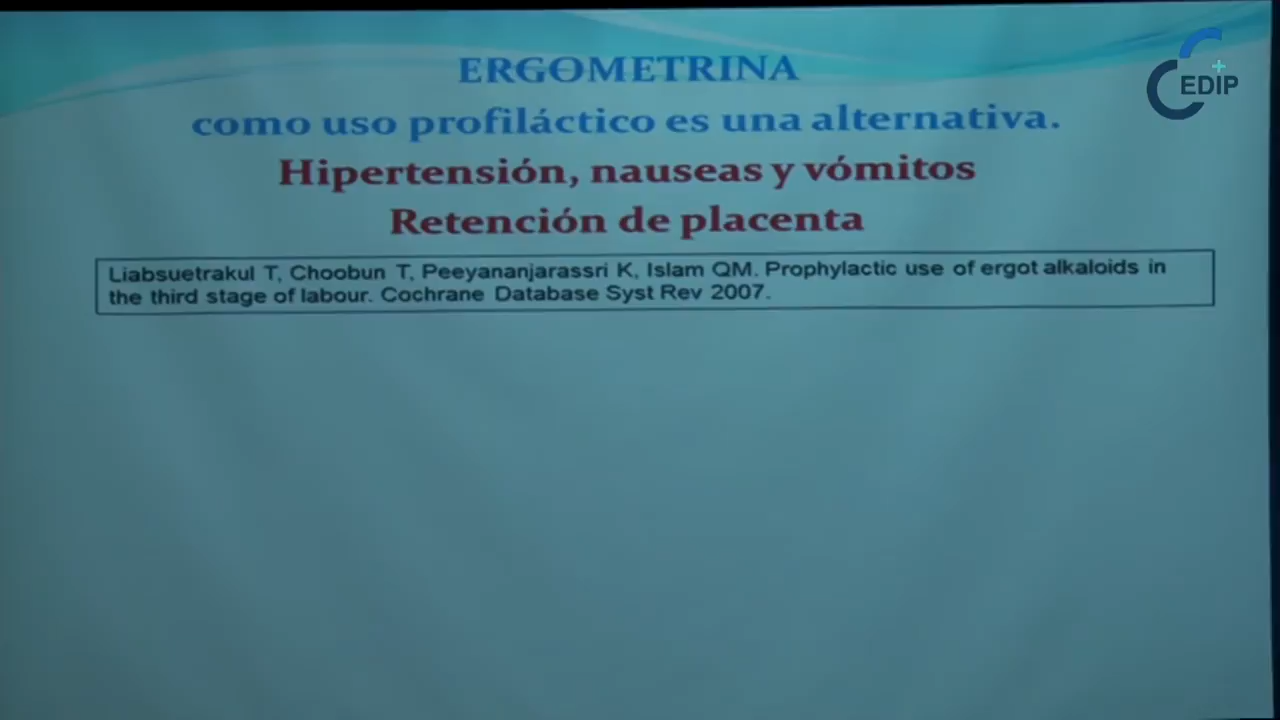 ERGOMETRINA
como uso profiláctico es una alternativa.
Hipertensión, nauseas y vómitos
Retención de placenta
Liabsuetrakul T, Choobun T, Peeyananjarassri K, Islam QM. Prophylactic use of ergot alkaloids in
the third stage of labour. Cochrane Database Syst Rev 2007.
CEDIP